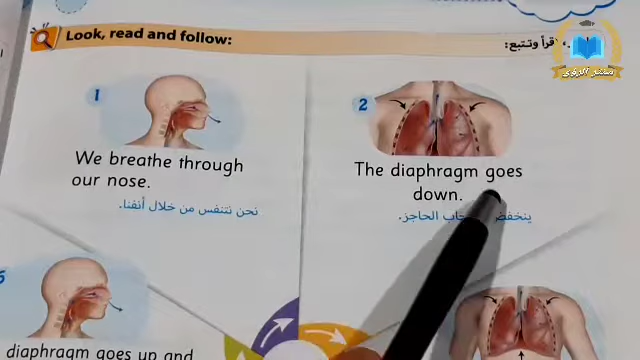 Look, read and follow:
اقرأ وتتبع:
1
We breathe through
our nose.
نحن نتنفس من خلال أنفنا.
2
The diaphragm goes
down.
ينخفض الحاجز.
diaphragm goes up and